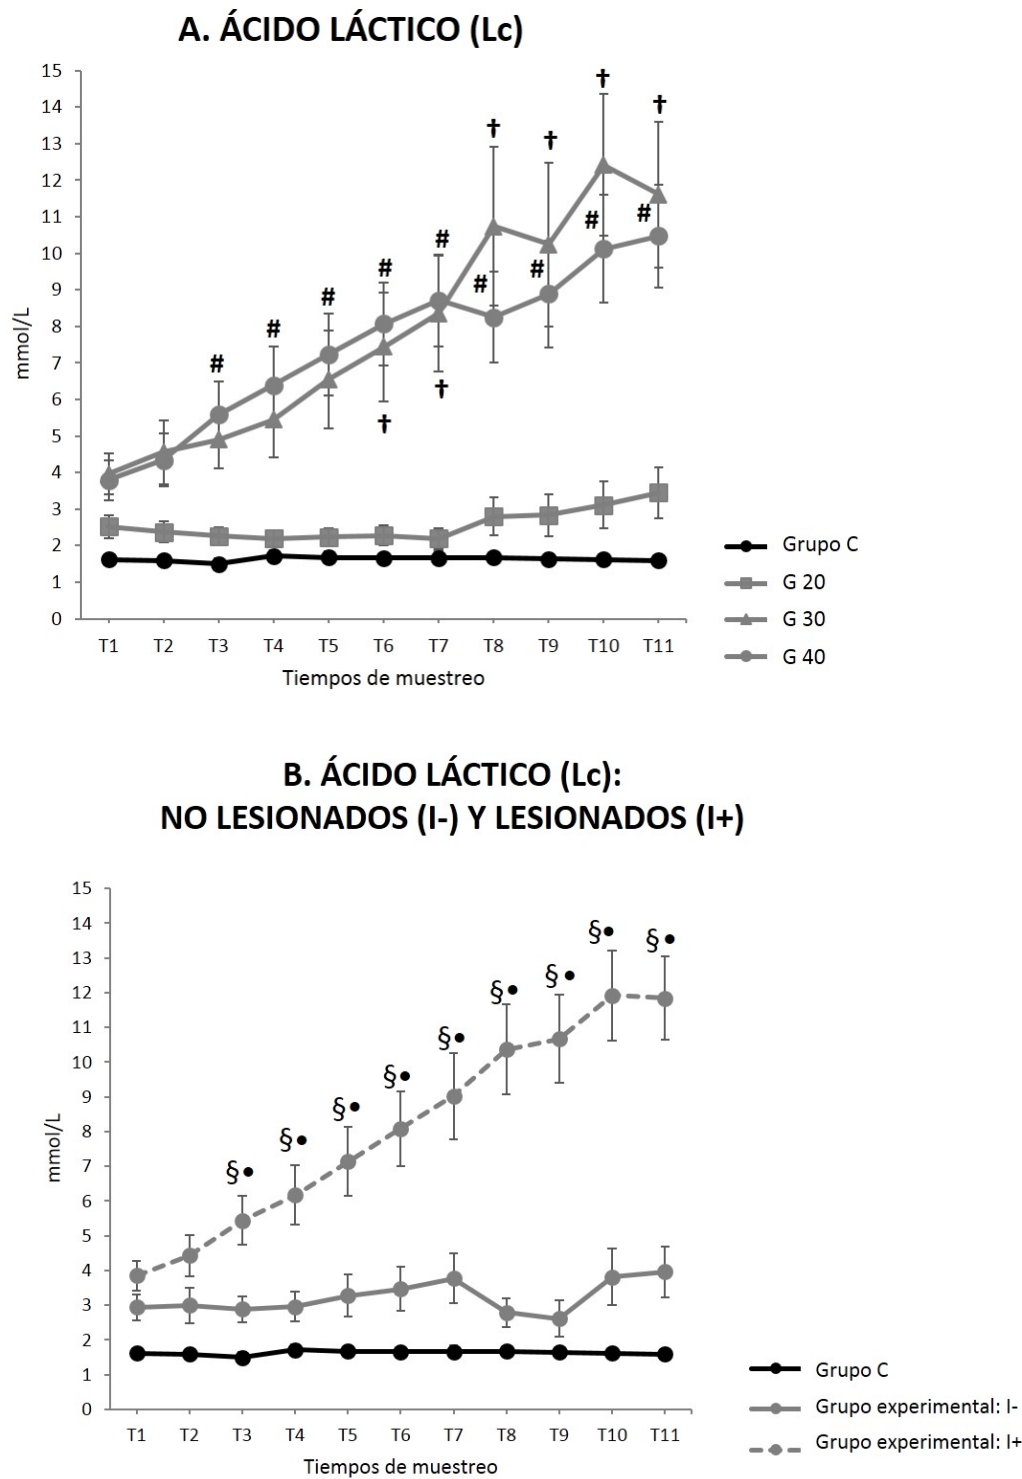 A. ÁCIDO LÁCTICO (Lc)
15
14
13
12
11
10
9
8
7
6
5
4
3
2
1
0
mmol/L
# # # # # # # # #
† † † † † †
T1 T2 T3 T4 T5 T6 T7 T8 T9 T10 T11
Tiempos de muestreo
Grupo C
G 20
G 30
G 40
B. ÁCIDO LÁCTICO (Lc):
NO LESIONADOS (I-) Y LESIONADOS (I+)
15
14
13
12
11
10
9
8
7
6
5
4
3
2
1
0
mmol/L
§• §• §• §• §• §• §• §• §•
T1 T2 T3 T4 T5 T6 T7 T8 T9 T10 T11
Tiempos de muestreo
Grupo C
Grupo experimental: I-
Grupo experimental: I+